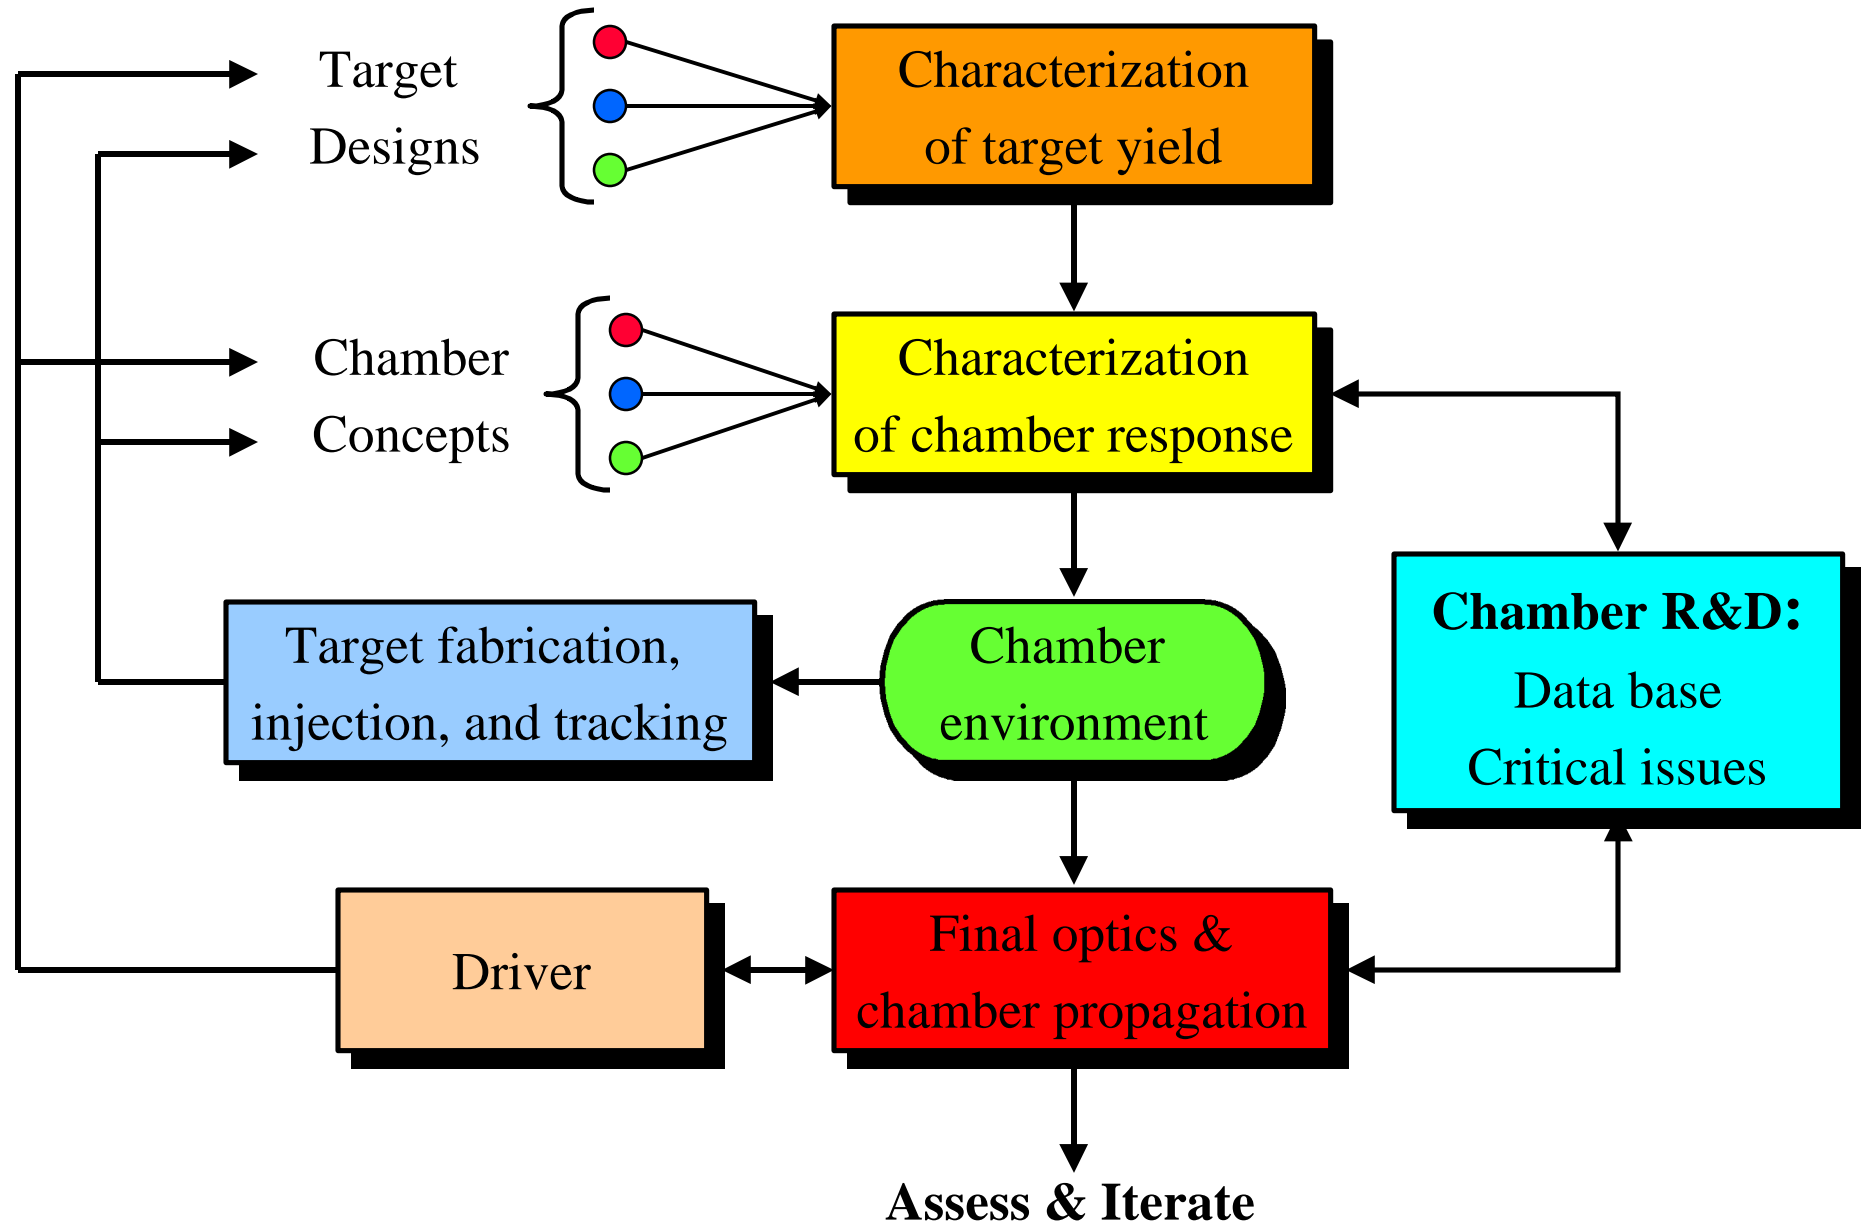 Target
Designs
Characterization
of target yield
Chamber
Concepts
Characterization
of chamber response
Target fabrication,
injection, and tracking
Chamber
environment
Chamber R&D:
Data base
Critical issues
Driver
Final optics &
chamber propagation
Assess & Iterate